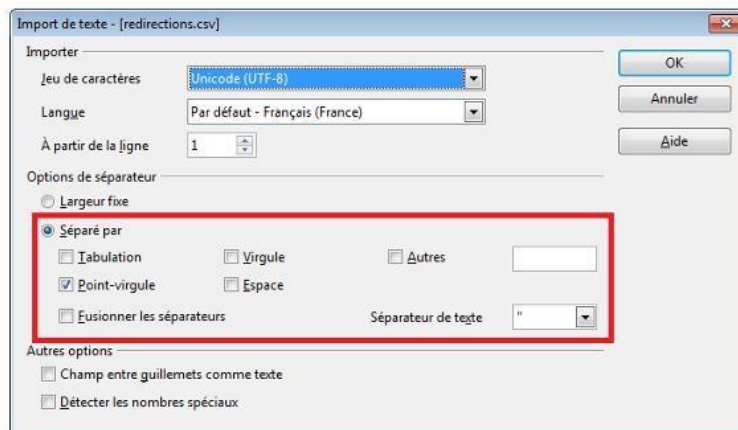 Import de texte - [redirections.csv]
Importer
Jeu de caractères Unicode (UTF-8) OK
Langue Par défaut - Français (France) Annuler
À partir de la ligne 1 Aide
Options de séparateur
Largeur fixe
Séparé par
Tabulation Virgule Autres
Point-virgule Espace
Fusionner les séparateurs Séparateur de texte "
Autres options
Champ entre guillemets comme texte
Détecter les nombres spéciaux